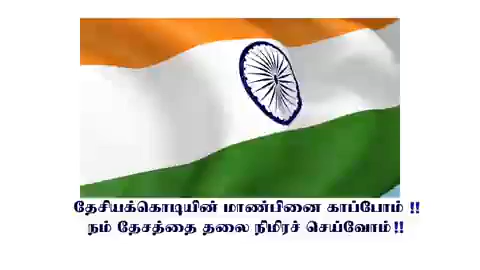 தேசியக்கொடியின் மாண்பினை காப்போம் !!
நம் தேசத்தை தலை நிமிரச் செய்வோம் !!